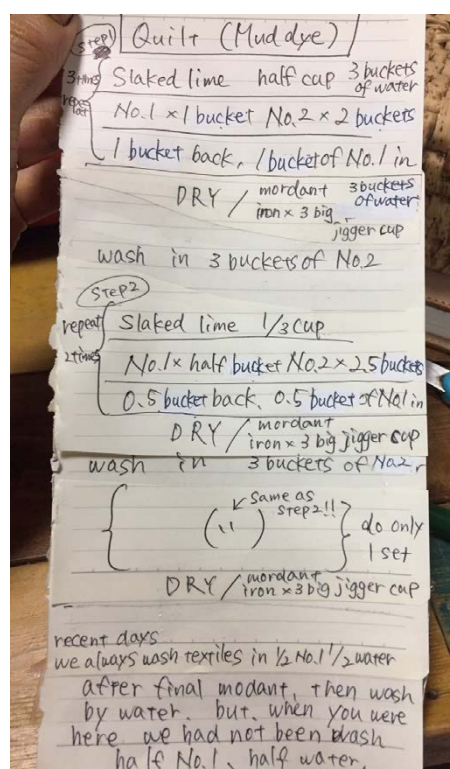 Step1
Quilt (Mud dye)
3 times
repeat
Slaked lime half cup 3 buckets of water
No.1 × 1 bucket No.2 × 2 buckets
1 bucket back, 1 bucket of No.1 in
DRY / mordant 3 buckets of water
iron × 3 big jigger cup
wash in 3 buckets of No.2
Step2
repeat
2 times
Slaked lime 1/3 cup
No.1 × half bucket No.2 × 2.5 buckets
0.5 bucket back, 0.5 bucket of No1 in
DRY / mordant
iron × 3 big jigger cup
wash in 3 buckets of No2,
same as
step2!!
( 11 )
do only
1 set
DRY / mordant
iron × 3 big jigger cup
recent days
we always wash textiles in 1/2 No.1 1/2 water
after final modant, then wash
by water. but, when you were
here we had not been wash
half No.1, half water.